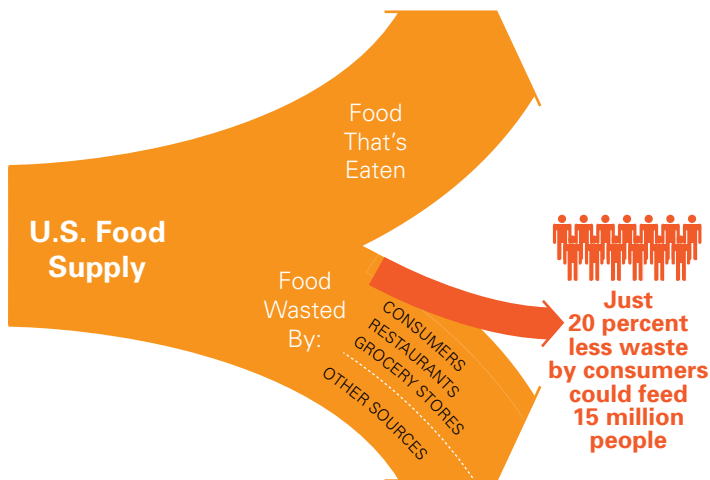 Food
That's
Eaten
U.S. Food
Supply
Food
Wasted
By:
CONSUMERS
RESTAURANTS
GROCERY STORES
OTHER SOURCES
Just
20 percent
less waste
by consumers
could feed
15 million
people